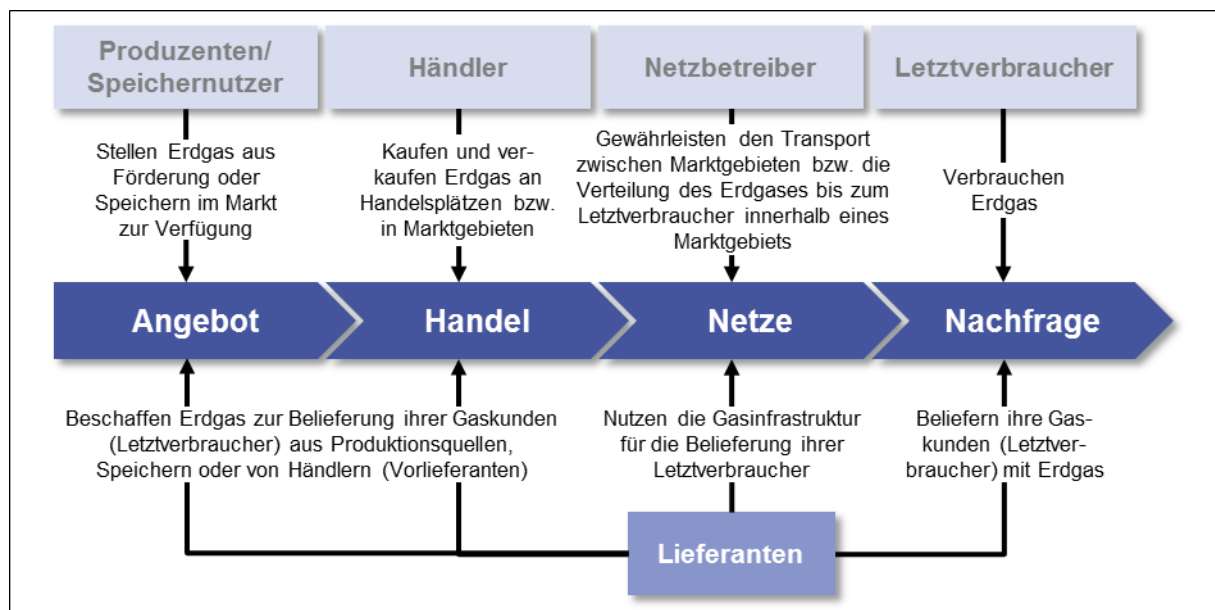 Produzenten/
Speichernutzer
Händler
Netzbetreiber
Letztverbraucher
Stellen Erdgas aus
Förderung oder
Speichern im Markt
zur Verfügung
Kaufen und ver-
kaufen Erdgas an
Handelsplätzen bzw.
in Marktgebieten
Gewährleisten den Transport
zwischen Marktgebieten bzw. die
Verteilung des Erdgases bis zum
Letztverbraucher innerhalb eines
Marktgebiets
Verbrauchen
Erdgas
Angebot
Handel
Netze
Nachfrage
Beschaffen Erdgas zur Belieferung ihrer Gaskunden
(Letztverbraucher) aus Produktionsquellen,
Speichern oder von Händlern (Vorlieferanten)
Nutzen die Gasinfrastruktur
für die Belieferung ihrer
Letztverbraucher
Beliefern ihre Gas-
kunden (Letztver-
braucher) mit Erdgas
Lieferanten